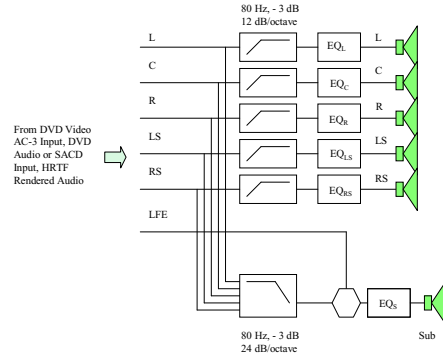 80 Hz, - 3 dB
12 dB/octave
L
EQL
L
C
EQC
C
R
EQR
R
From DVD Video
AC-3 Input, DVD
Audio or SACD
Input, HRTF
Rendered Audio
LS
EQLS
LS
RS
EQRS
RS
LFE
EQS
Sub
80 Hz, - 3 dB
24 dB/octave